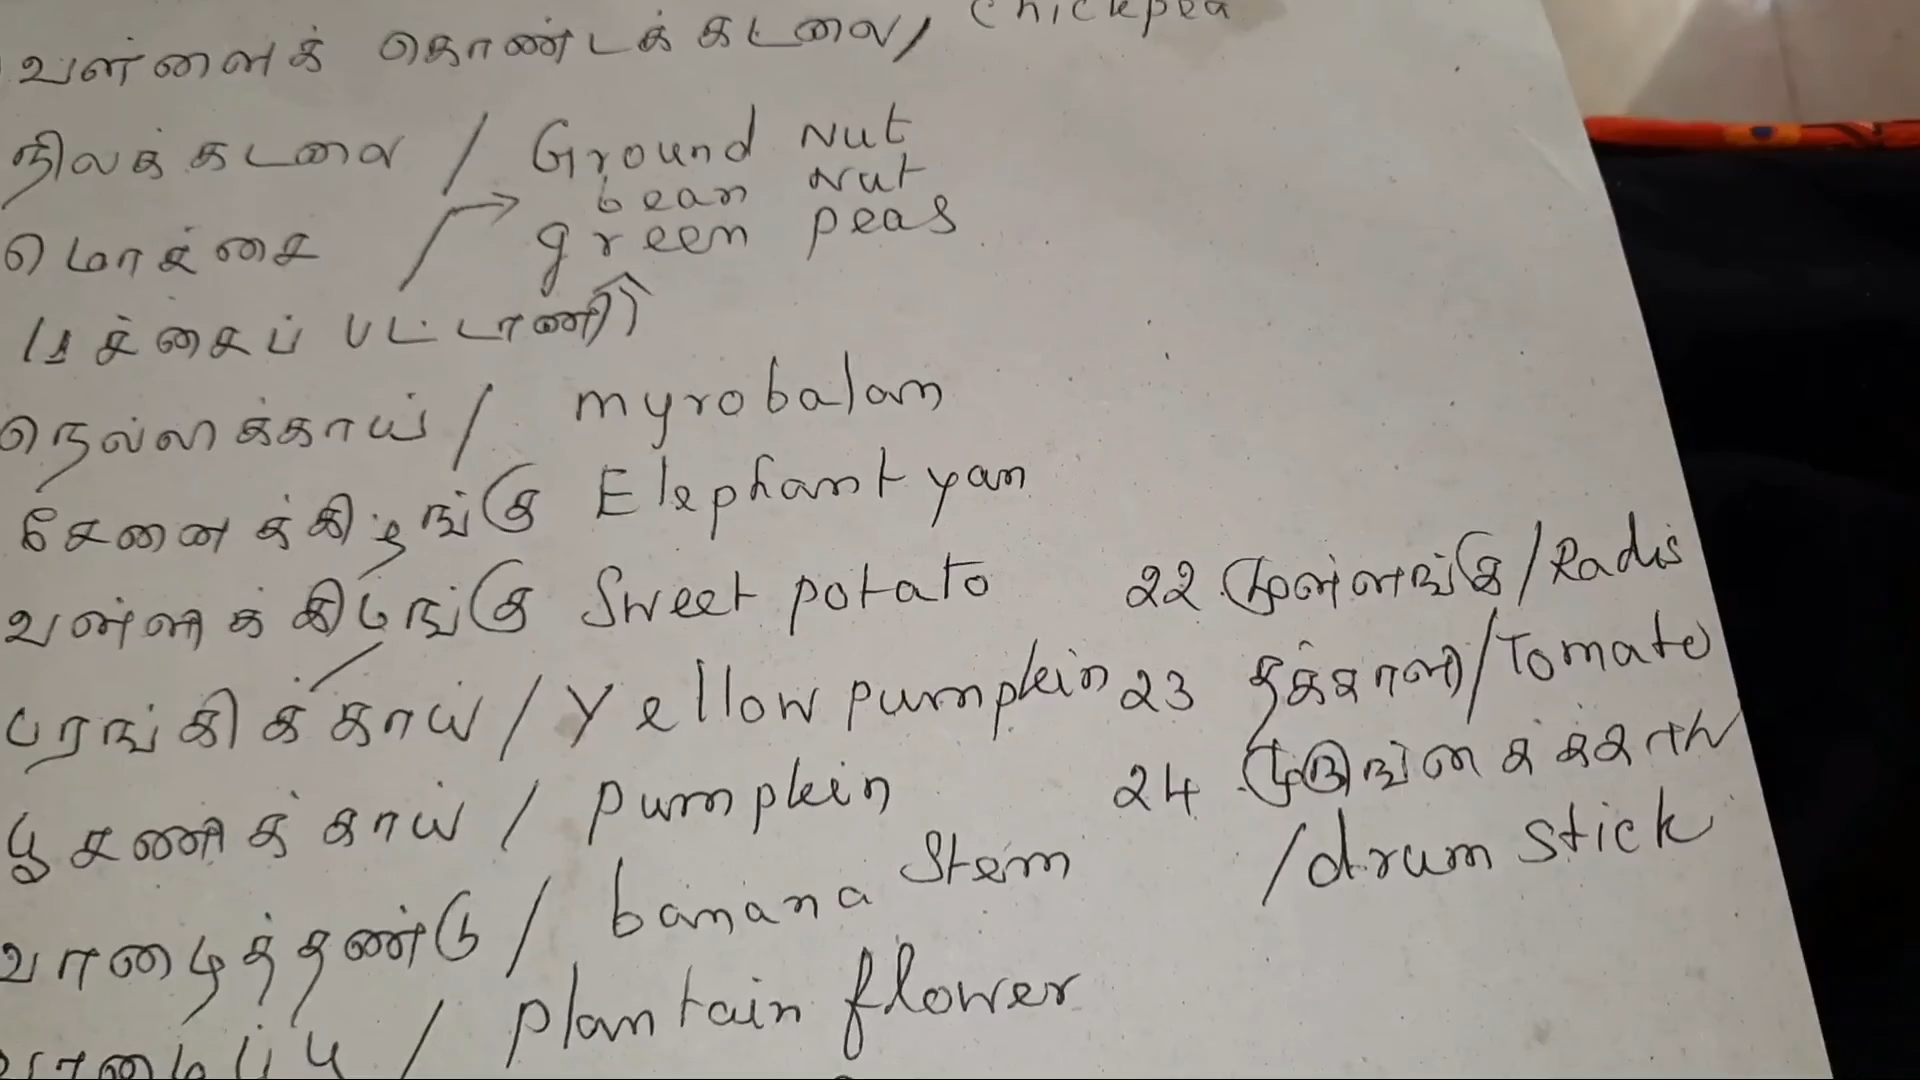 வள்ளைக் கொண்டக்கடலை / Chickpea
நிலக்கடலை / Ground Nut
bean Nut
மொச்சை / green peas
பச்சைப் பட்டாணி
நெல்லிக்காய் / myrobalam
சேனைக்கிழங்கு Elephant yam
வள்ளிக்கிழங்கு Sweet potato
22 முள்ளங்கி / Radis
பரங்கிக்காய் / Yellow pumpkin
23 தக்காளி / Tomato
பூசணிக்காய் / pumpkin
24 முருங்கைக்காய்
/ drum stick
வாழைத்தண்டு / banana Stem
வாழைப்பூ / plantain flower